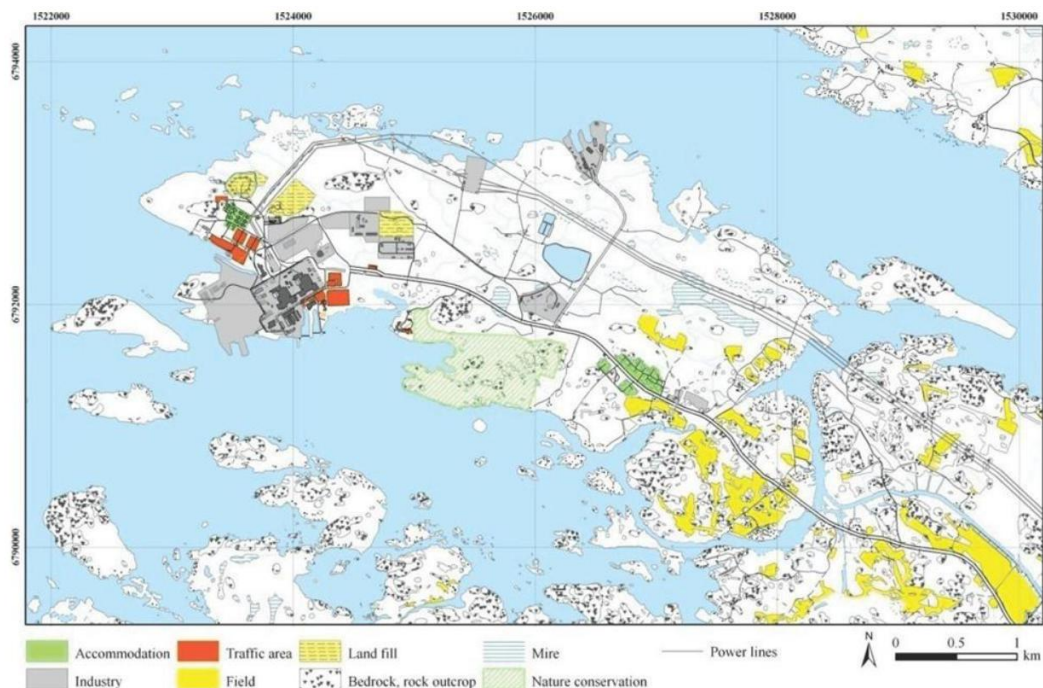 1522000 1524000 1526000 1528000 1530000
6794000
6792000
6790000
Accommodation Traffic area Land fill Mire Power lines
Industry Field Bedrock, rock outcrop Nature conservation
N
0 0.5 1
km